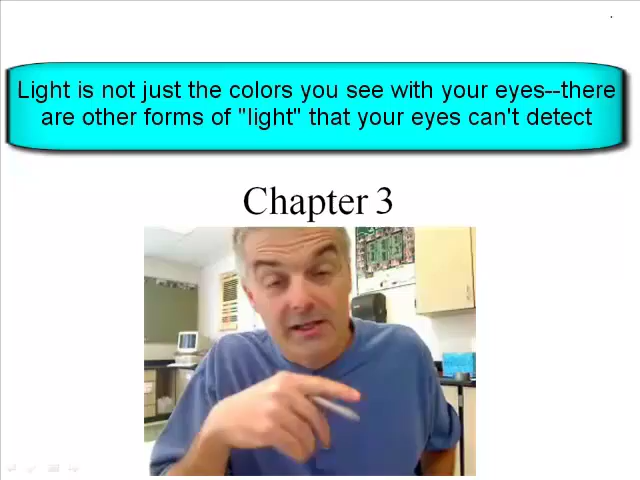 Light is not just the colors you see with your eyes--there
are other forms of "light" that your eyes can't detect
Chapter 3